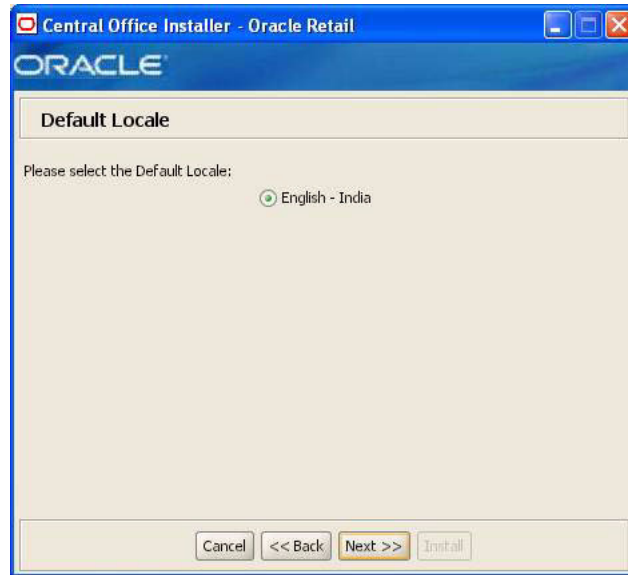 Central Office Installer - Oracle Retail
ORACLE
Default Locale
Please select the Default Locale:
English - India
Cancel << Back Next >> Install